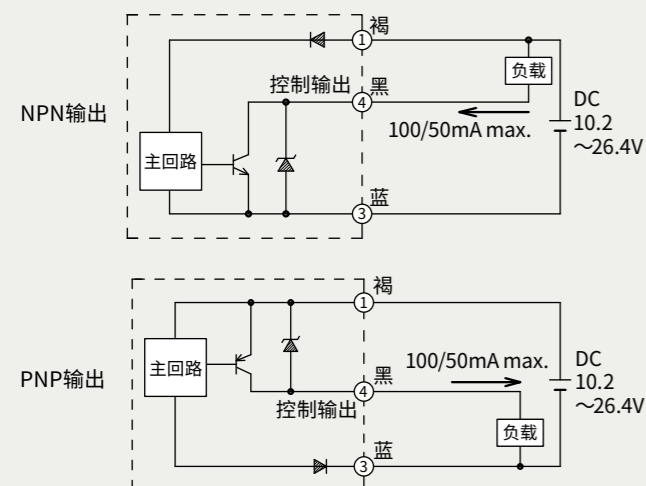 褐
①
负载
控制输出
黑
④
DC
10.2
～26.4V
100/50mA max.
NPN输出
主回路
蓝
③
褐
①
主回路
100/50mA max.
DC
10.2
～26.4V
PNP输出
黑
④
控制输出
负载
蓝
③